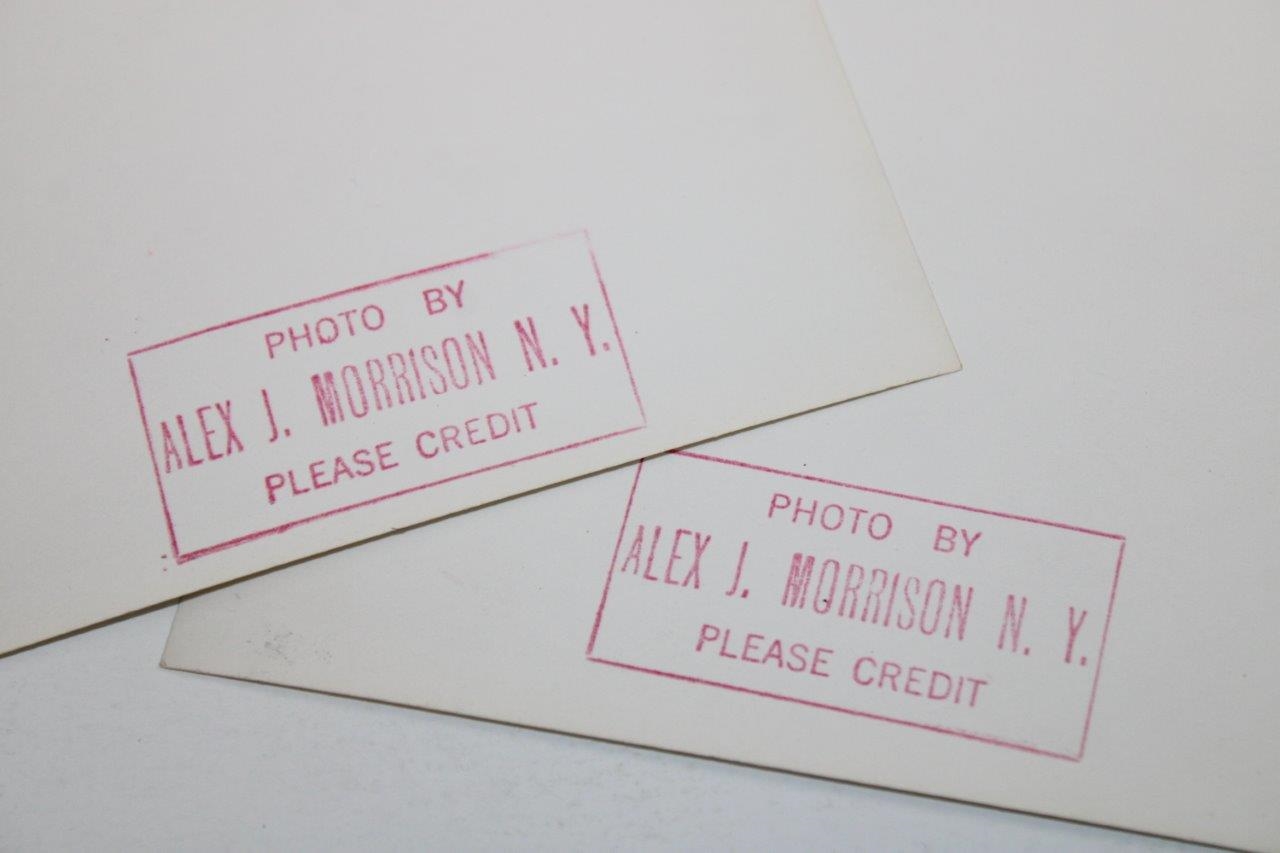 PHOTO BY
ALEX J. MORRISON N. Y.
PLEASE CREDIT
PHOTO BY
ALEX J. MORRISON N. Y.
PLEASE CREDIT